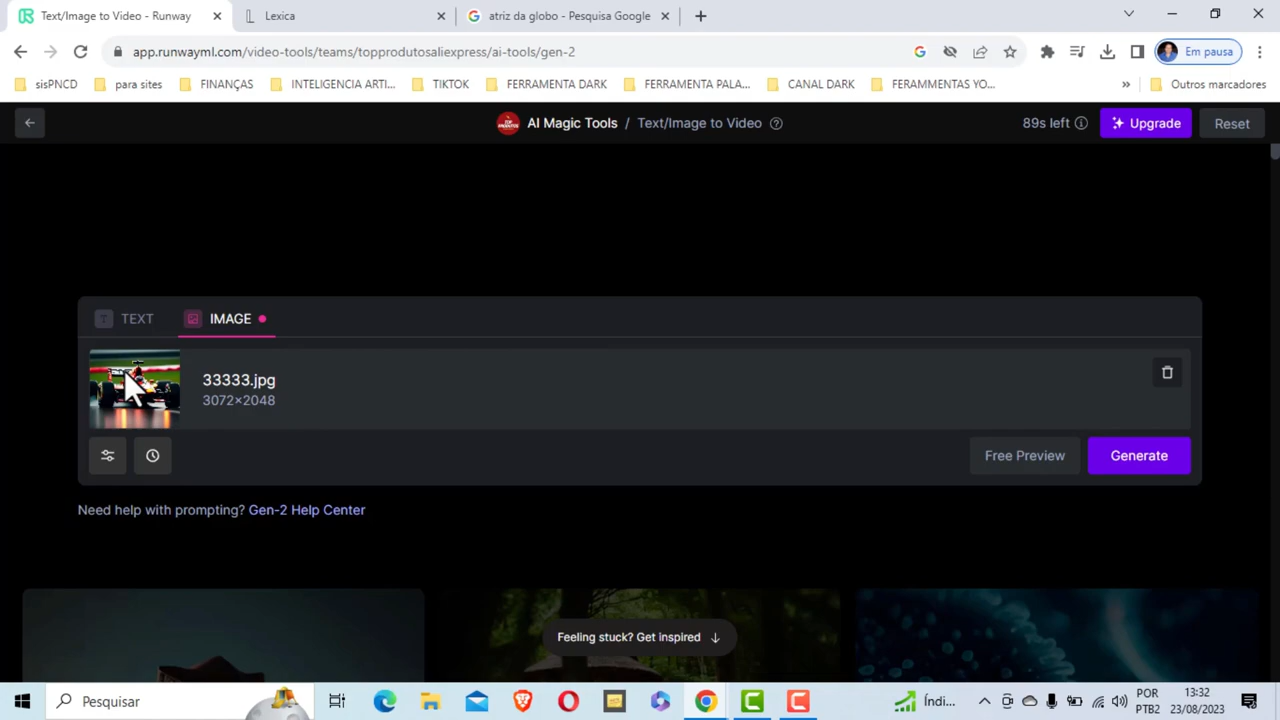 Text/Image to Video - Runway
Lexica
atriz da globo - Pesquisa Google
app.runwayml.com/video-tools/teams/topprodutosaliexpress/ai-tools/gen-2
Em pausa
sisPNCD
para sites
FINANÇAS
INTELIGENCIA ARTI...
TIKTOK
FERRAMENTA DARK
FERRAMENTA PALA...
CANAL DARK
FERAMMENTAS YO...
»
Outros marcadores
AI Magic Tools / Text/Image to Video
89s left
Upgrade
Reset
T TEXT
IMAGE
33333.jpg
3072×2048
Free Preview
Generate
Need help with prompting? Gen-2 Help Center
Feeling stuck? Get inspired ↓
Pesquisar
Índi...
POR
PTB2
13:32
23/08/2023